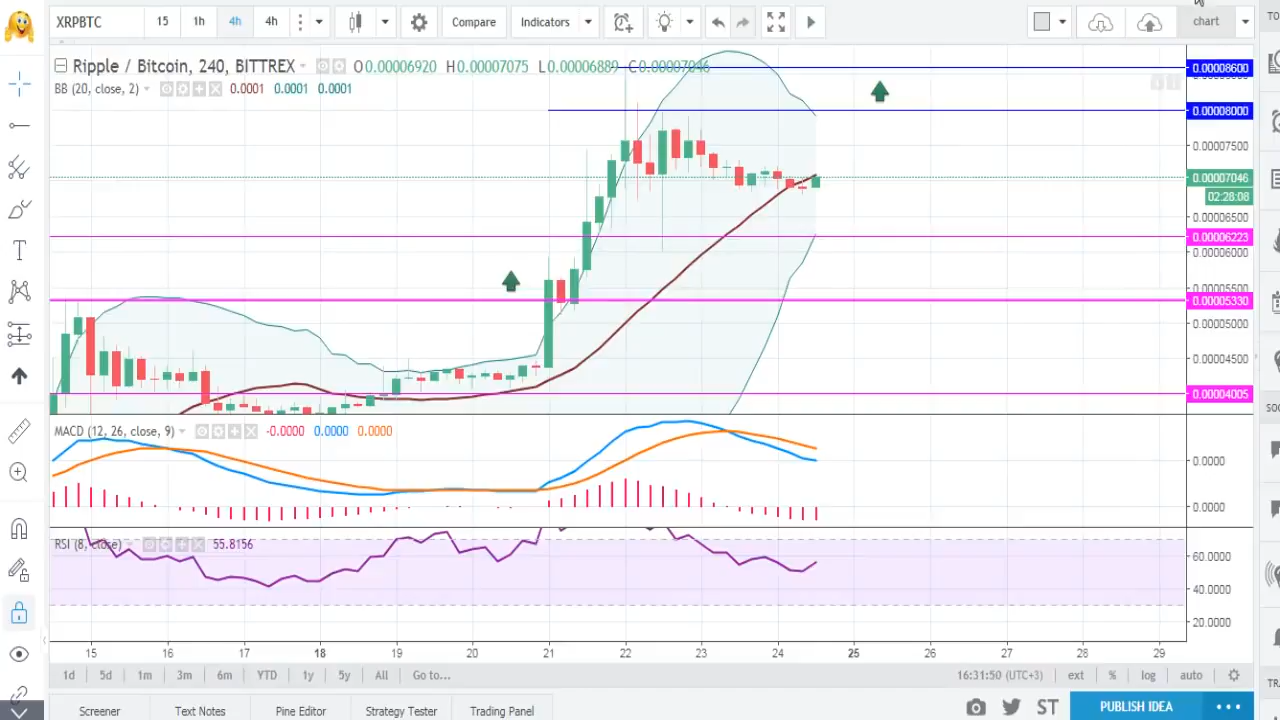 XRPBTC 15 1h 4h 4h Compare Indicators chart
Ripple / Bitcoin, 240, BITTREX O0.00006920 H0.00007075 L0.00006889 C0.00007046
BB (20, close, 2) 0.0001 0.0001 0.0001
0.00008600
0.00008000
0.00007500
0.00007046
02:28:08
0.00006500
0.00006223
0.00006000
0.00005500
0.00005330
0.00005000
0.00004500
0.00004005
MACD (12, 26, close, 9) -0.0000 0.0000 0.0000
0.0000
0.0000
RSI (8, close) 55.8156
60.0000
40.0000
20.0000
15 16 17 18 19 20 21 22 23 24 25 26 27 28 29
1d 5d 1m 3m 6m YTD 1y 5y All Go to... 16:31:50 (UTC+3) ext % log auto
Screener Text Notes Pine Editor Strategy Tester Trading Panel ST PUBLISH IDEA